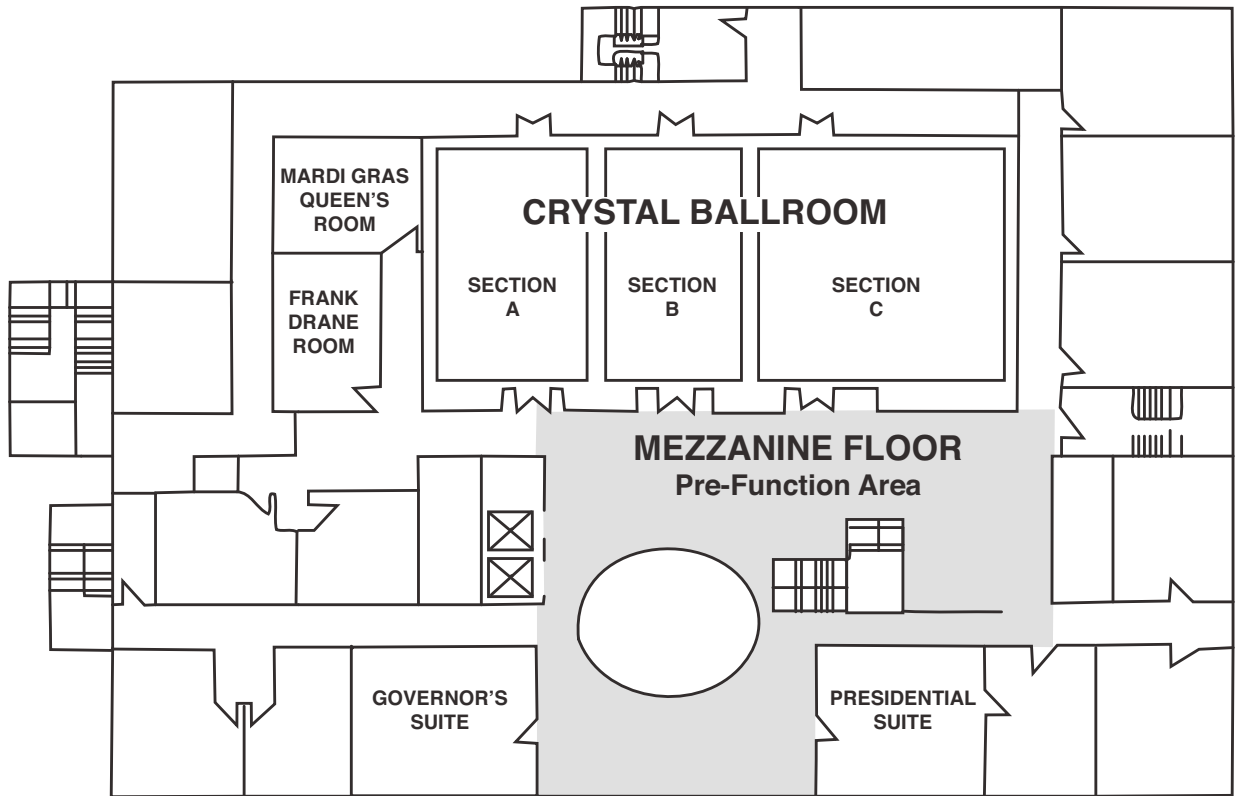 MARDI GRAS
QUEEN'S
ROOM
CRYSTAL BALLROOM
FRANK
DRANE
ROOM
SECTION
A
SECTION
B
SECTION
C
MEZZANINE FLOOR
Pre-Function Area
GOVERNOR'S
SUITE
PRESIDENTIAL
SUITE